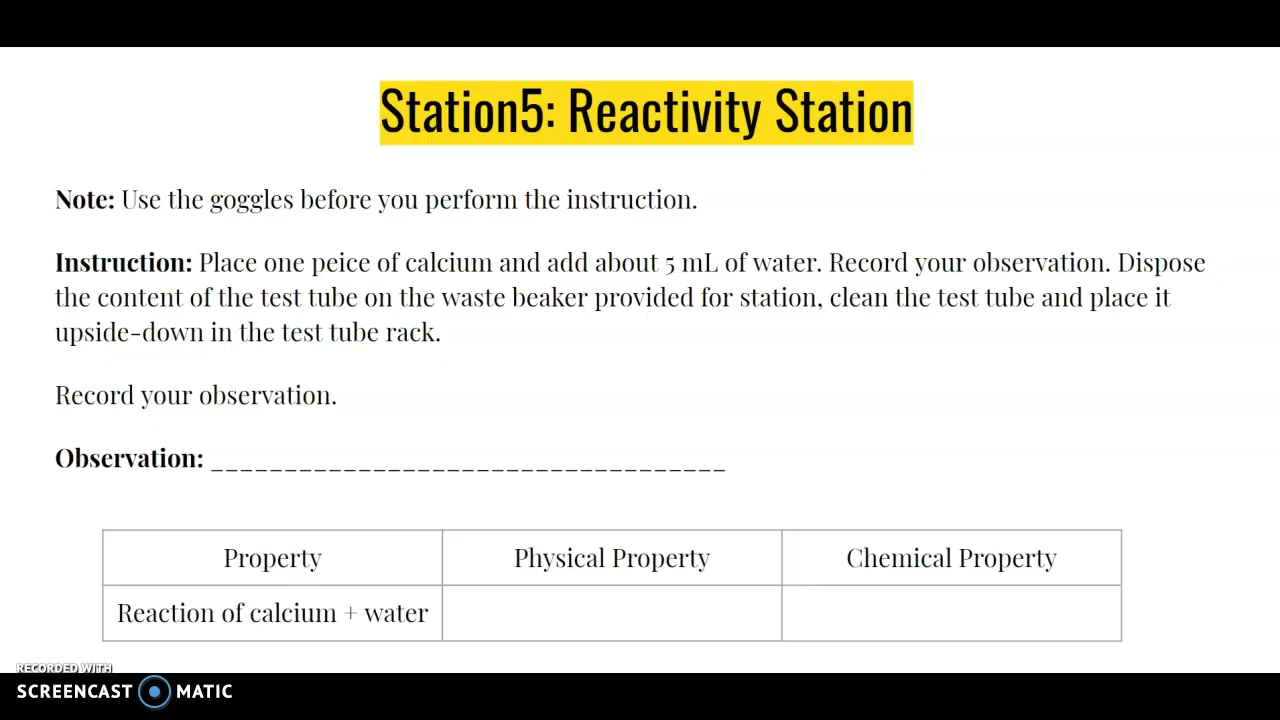 Station5: Reactivity Station
Note: Use the goggles before you perform the instruction.
Instruction: Place one peice of calcium and add about 5 mL of water. Record your observation. Dispose
the content of the test tube on the waste beaker provided for station, clean the test tube and place it
upside-down in the test tube rack.
Record your observation.
Observation: ___________________________________
Property Physical Property Chemical Property
Reaction of calcium + water
RECORDED WITH
SCREENCAST MATIC